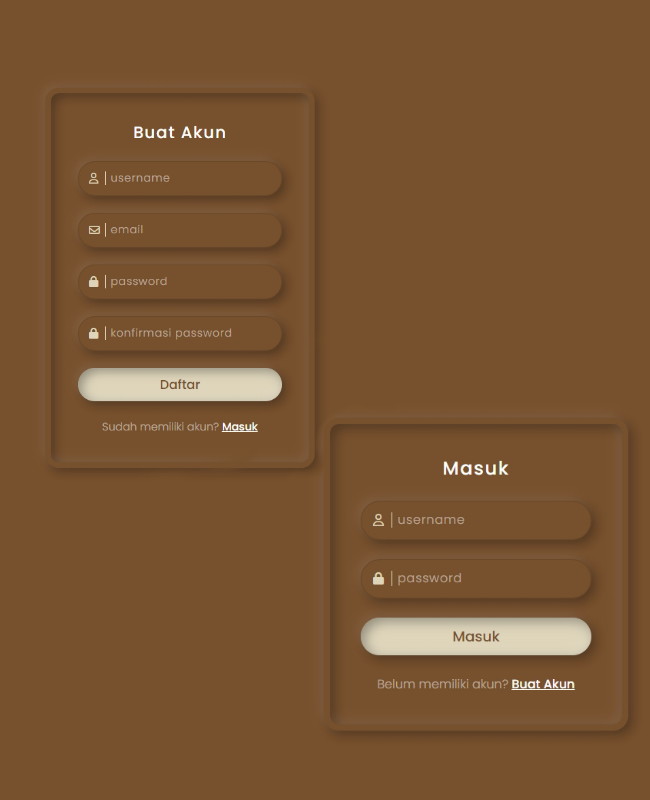 Buat Akun
username
email
password
konfirmasi password
Daftar
Sudah memiilki akun? Masuk
Masuk
username
password
Masuk
Belum memiliki akun? Buat Akun